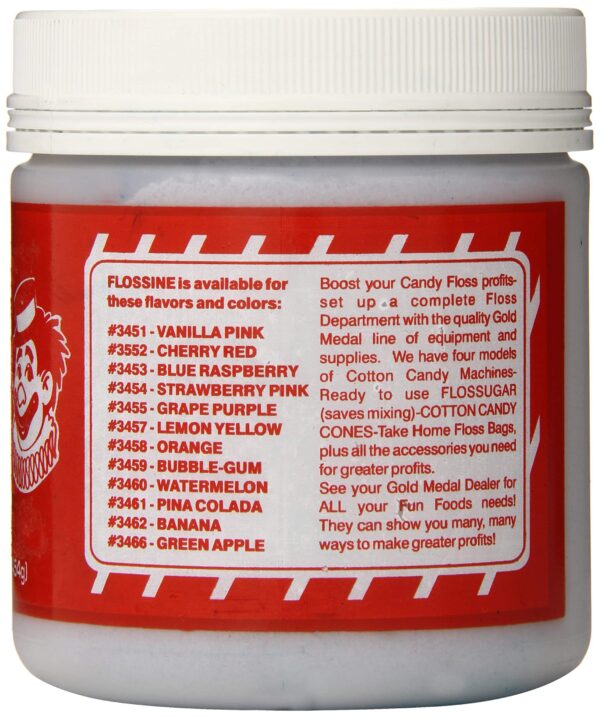 FLOSSINE is available for
these flavors and colors:
#3451 - VANILLA PINK
#3552 - CHERRY RED
#3453 - BLUE RASPBERRY
#3454 - STRAWBERRY PINK
#3455 - GRAPE PURPLE
#3457 - LEMON YELLOW
#3458 - ORANGE
#3459 - BUBBLE-GUM
#3460 - WATERMELON
#3461 - PINA COLADA
#3462 - BANANA
#3466 - GREEN APPLE
Boost your Candy Floss profits-
set up a complete Floss
Department with the quality Gold
Medal line of equipment and
supplies. We have four models
of Cotton Candy Machines-
Ready to use FLOSSUGAR
(saves mixing)-COTTON CANDY
CONES-Take Home Floss Bags,
plus all the accessories you need
for greater profits.
See your Gold Medal Dealer for
ALL your Fun Foods needs!
They can show you many, many
ways to make greater profits!